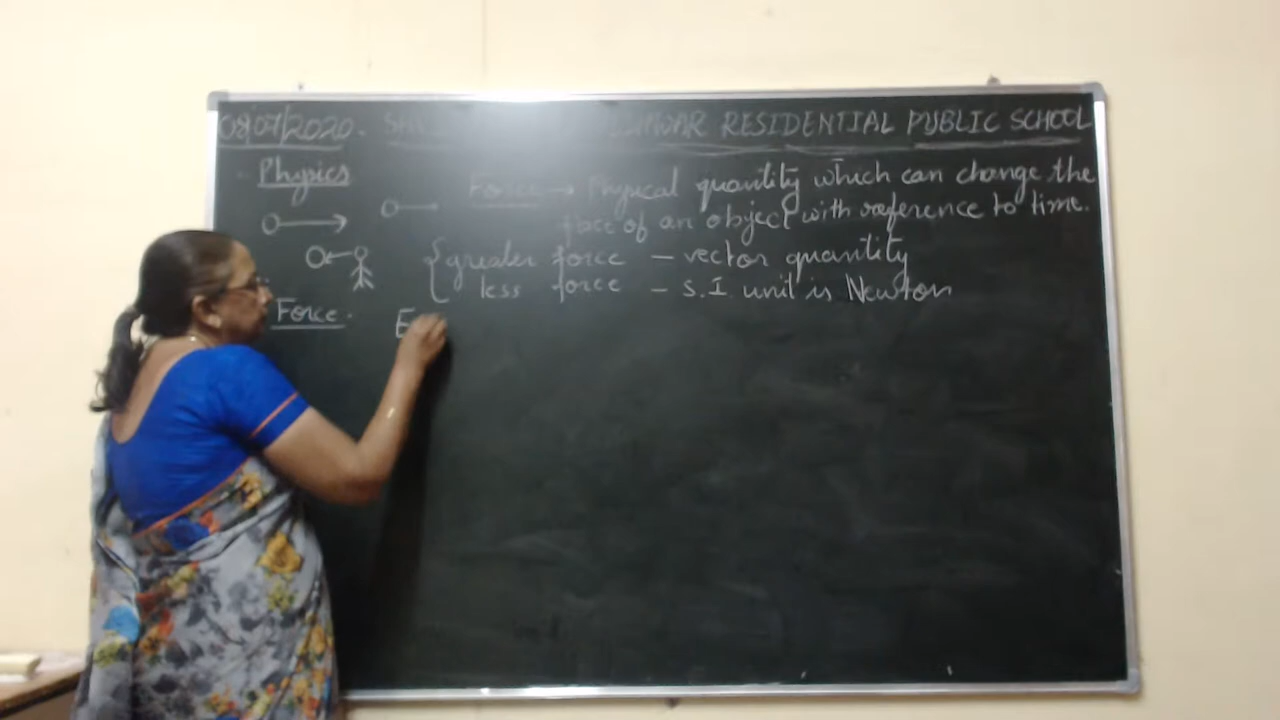 08/07/2020. RESIDENTIAL PUBLIC SCHOOL
Physics
Force → Physical quantity which can change the
place of an object with reference to time.
{ greater force — vector quantity
less force — S.I unit is Newton
Force.
E